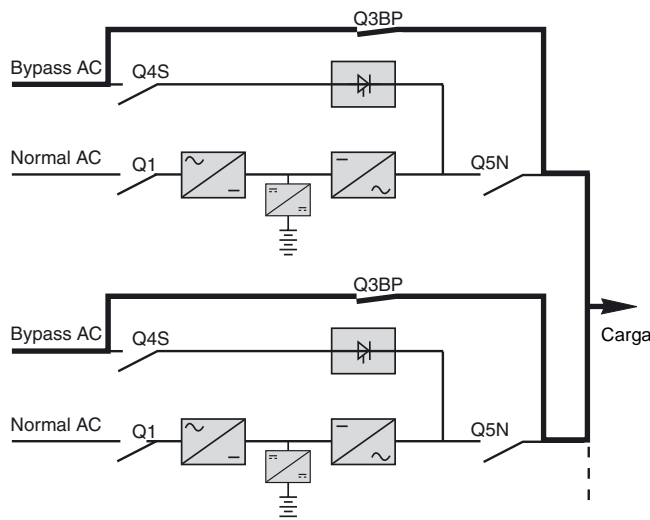 Q3BP
Bypass AC
Q4S
Normal AC
Q1
Q5N
Q3BP
Bypass AC
Q4S
Carga
Normal AC
Q1
Q5N